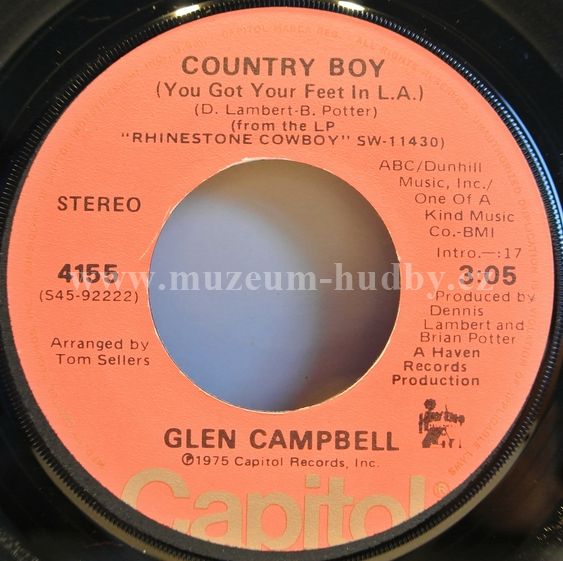 COUNTRY BOY
(You Got Your Feet In L.A.)
(D. Lambert-B. Potter)
(from the LP
"RHINESTONE COWBOY" SW-11430)
STEREO
ABC/Dunhill
Music, Inc./
One Of A
Kind Music
Co.-BMI
Intro.—:17
4155
3:05
(S45-92222)
www.muzeum-hudby.cz
Produced by
Dennis
Lambert and
Brian Potter
Arranged by
Tom Sellers
A Haven
Records
Production
GLEN CAMPBELL
℗1975 Capitol Records, Inc.
Capitol®